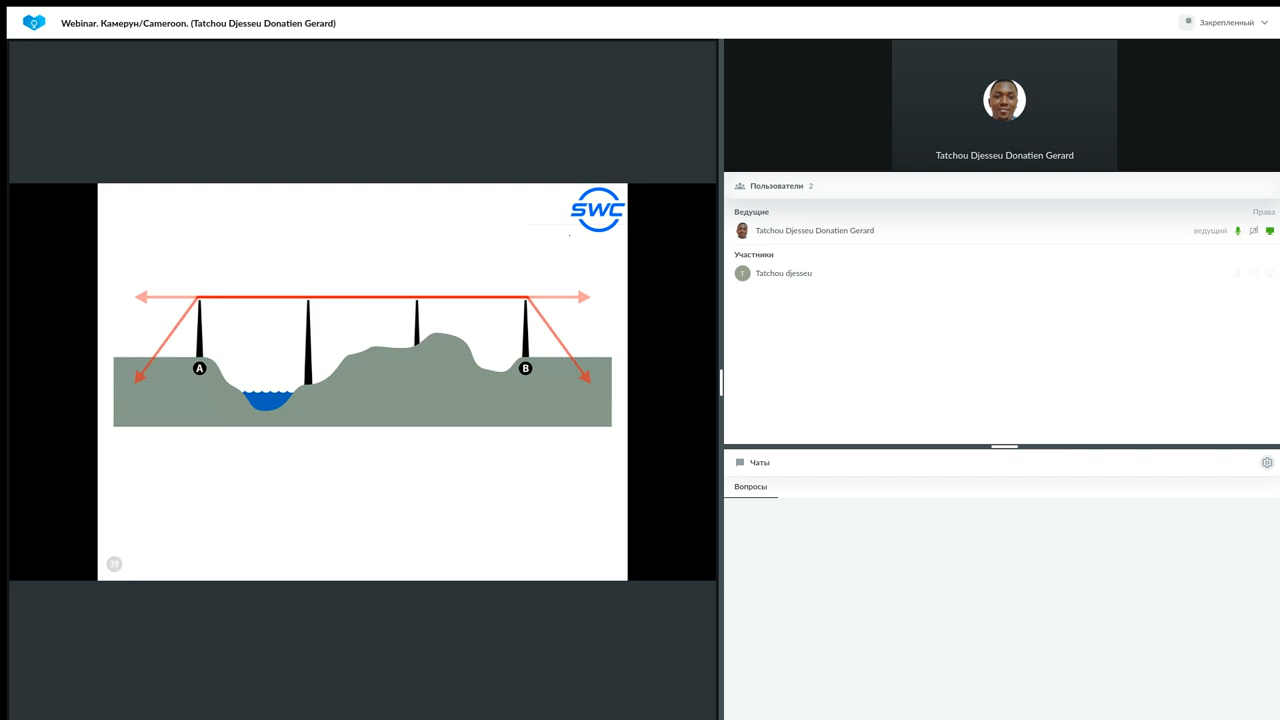 Webinar. Камерун/Cameroon. (Tatchou Djesseu Donatien Gerard)
Закрепленный
Tatchou Djesseu Donatien Gerard
Пользователи 2
Ведущие Права
Tatchou Djesseu Donatien Gerard ведущий
Участники
T Tatchou djesseu
Чаты
Вопросы
SWC
A B
39